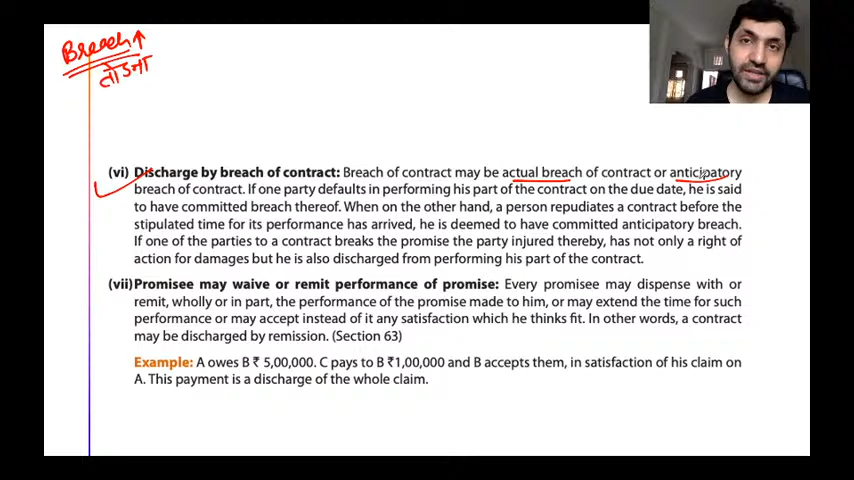 Breach ↑
तोडना
(vi) Discharge by breach of contract: Breach of contract may be actual breach of contract or anticipatory
breach of contract. If one party defaults in performing his part of the contract on the due date, he is said
to have committed breach thereof. When on the other hand, a person repudiates a contract before the
stipulated time for its performance has arrived, he is deemed to have committed anticipatory breach.
If one of the parties to a contract breaks the promise the party injured thereby, has not only a right of
action for damages but he is also discharged from performing his part of the contract.
(vii) Promisee may waive or remit performance of promise: Every promisee may dispense with or
remit, wholly or in part, the performance of the promise made to him, or may extend the time for such
performance or may accept instead of it any satisfaction which he thinks fit. In other words, a contract
may be discharged by remission. (Section 63)
Example: A owes B ₹ 5,00,000. C pays to B ₹1,00,000 and B accepts them, in satisfaction of his claim on
A. This payment is a discharge of the whole claim.